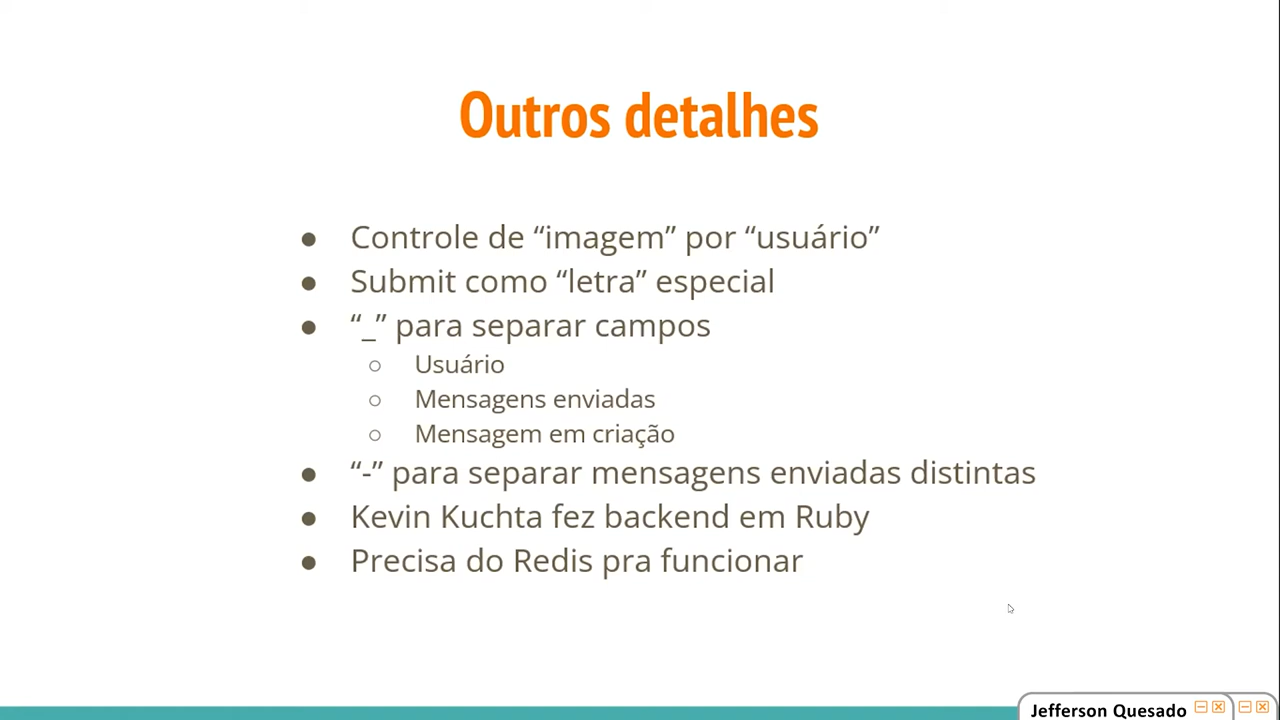 Outros detalhes
● Controle de “imagem” por “usuário”
● Submit como “letra” especial
● “_” para separar campos
○ Usuário
○ Mensagens enviadas
○ Mensagem em criação
● “-” para separar mensagens enviadas distintas
● Kevin Kuchta fez backend em Ruby
● Precisa do Redis pra funcionar
Jefferson Quesado